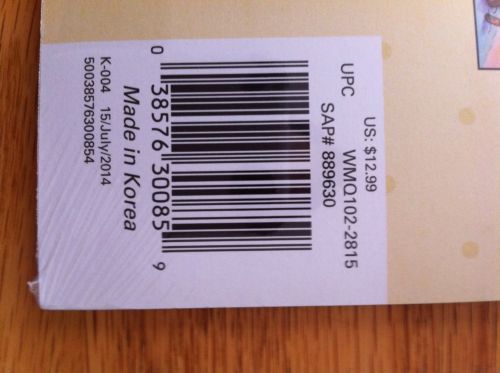 US: $12.99
WMQ102-2815
UPC SAP# 889630
0 38576 30085 9
Made in Korea
K-004 15/July/2014
50038576300854